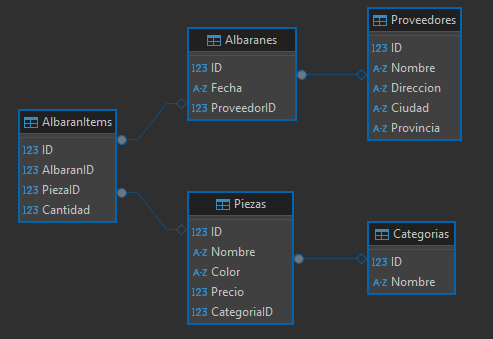 Albaranes
123 ID
A-Z Fecha
123 ProveedorID
Proveedores
123 ID
A-Z Nombre
A-Z Direccion
A-Z Ciudad
A-Z Provincia
AlbaranItems
123 ID
123 AlbaranID
123 PiezaID
123 Cantidad
Piezas
123 ID
A-Z Nombre
A-Z Color
123 Precio
123 CategoriaID
Categorias
123 ID
A-Z Nombre